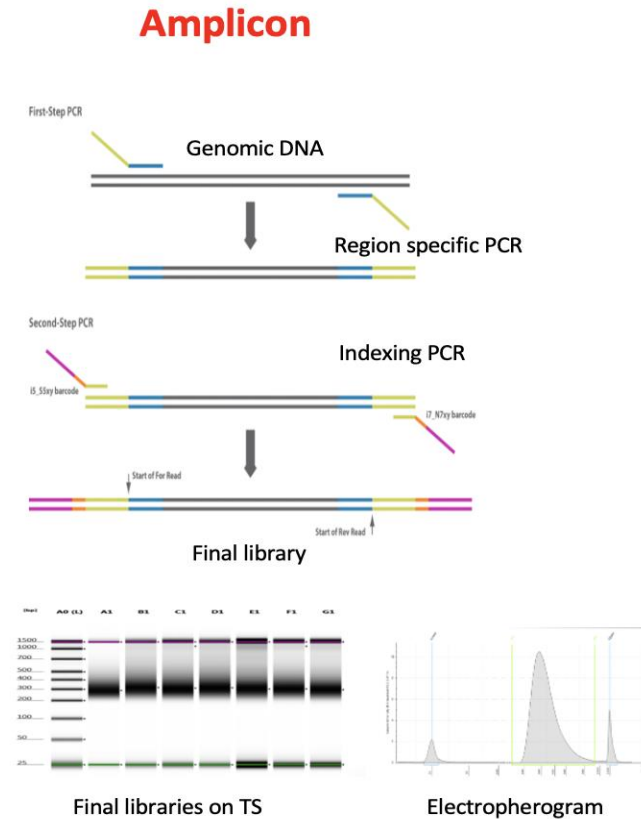 Amplicon
First-Step PCR
Genomic DNA
Region specific PCR
Second-Step PCR
Indexing PCR
i5_S5xy barcode
i7_N7xy barcode
Start of For Read
Start of Rev Read
Final library
[bp] A0 (L) A1 B1 C1 D1 E1 F1 G1
1500
1000
700
500
400
300
200
100
50
25
Final libraries on TS
Electropherogram